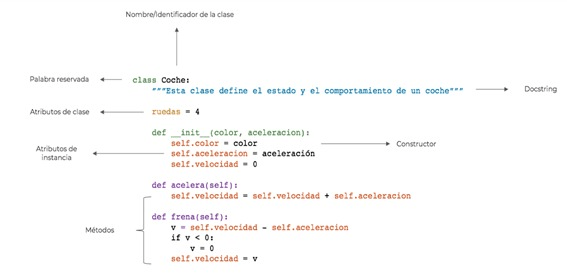 Nombre/Identificador de la clase
Palabra reservada
class Coche:
"""Esta clase define el estado y el comportamiento de un coche"""
Docstring
Atributos de clase
ruedas = 4
def __init__(color, aceleracion):
Atributos de
instancia
self.color = color
Constructor
self.aceleracion = aceleración
self.velocidad = 0
def acelera(self):
self.velocidad = self.velocidad + self.aceleracion
Métodos
def frena(self):
v = self.velocidad - self.aceleracion
if v < 0:
v = 0
self.velocidad = v